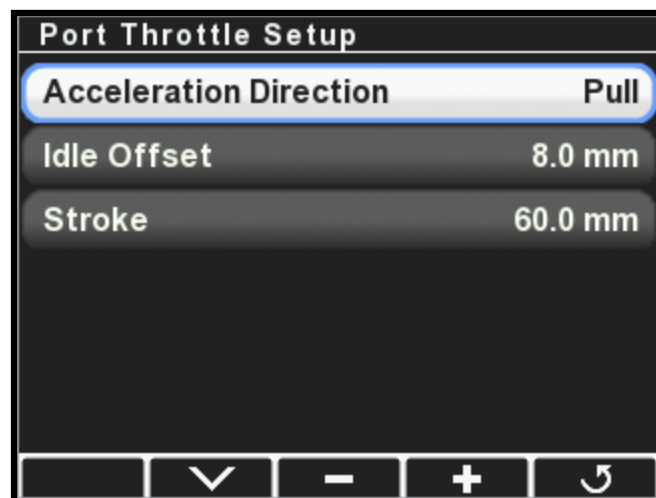 Port Throttle Setup
Acceleration Direction Pull
Idle Offset 8.0 mm
Stroke 60.0 mm